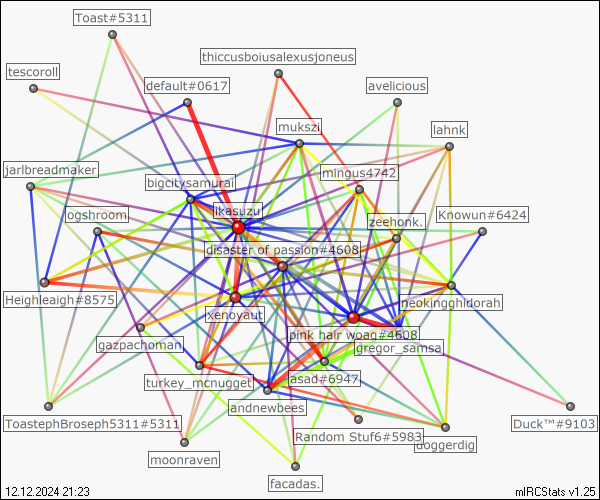 Toast#5311
thiccusboiusalexusjoneus
tescoroll
default#0617
avelicious
mukszi
lahnk
jarlbreadmaker
mingus4742
bigcitysamurai
ikasuzu
ogshroom.
zeehonk.
Knowun#6424
disaster of passion#4608
Heighleaigh#8575
xenoyaut
neokingghidorah
pink hair woag#4608
gazpachoman
gregor_samsa
turkey_mcnugget
asad#6947
andnewbees
ToastephBroseph5311#5311
Random Stuf6#5983
Duck™#9103
doggerdig
moonraven
facadas.
12.12.2024 21:23
mIRCStats v1.25